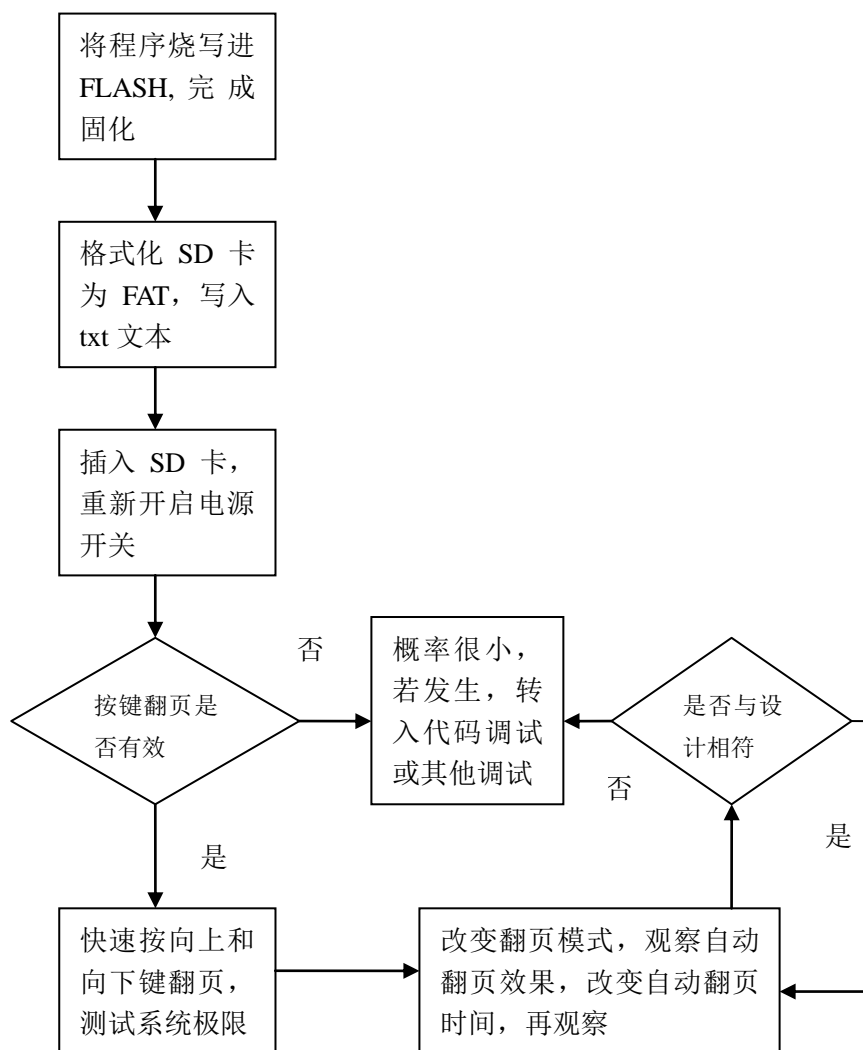 将程序烧写进
FLASH, 完 成
固化
格式化 SD 卡
为 FAT，写入
txt 文本
插入 SD 卡，
重新开启电源
开关
按键翻页是
否有效
否
概率很小，
若发生，转
入代码调试
或其他调试
是否与设
计相符
否
是
是
快速按向上和
向下键翻页，
测试系统极限
改变翻页模式，观察自动
翻页效果，改变自动翻页
时间，再观察